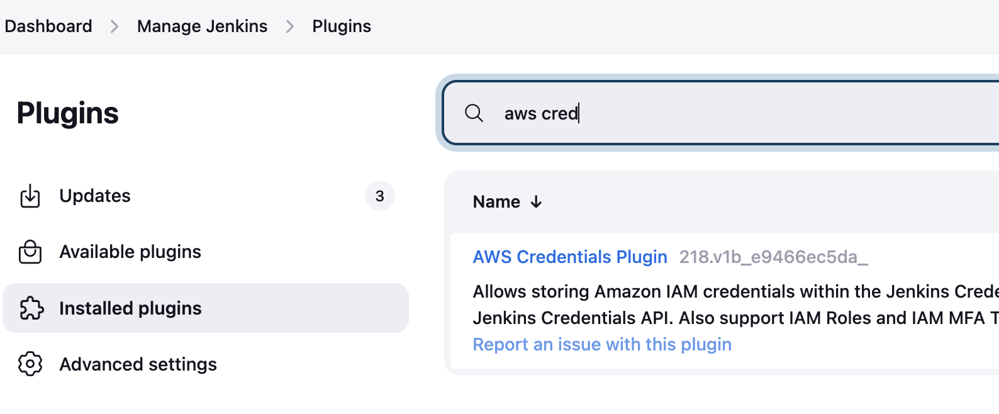 Dashboard > Manage Jenkins > Plugins
Plugins
Updates 3
Available plugins
Installed plugins
Advanced settings
aws cred
Name ↓
AWS Credentials Plugin 218.v1b_e9466ec5da_
Allows storing Amazon IAM credentials within the Jenkins
Jenkins Credentials API. Also support IAM Roles and IAM MFA
Report an issue with this plugin